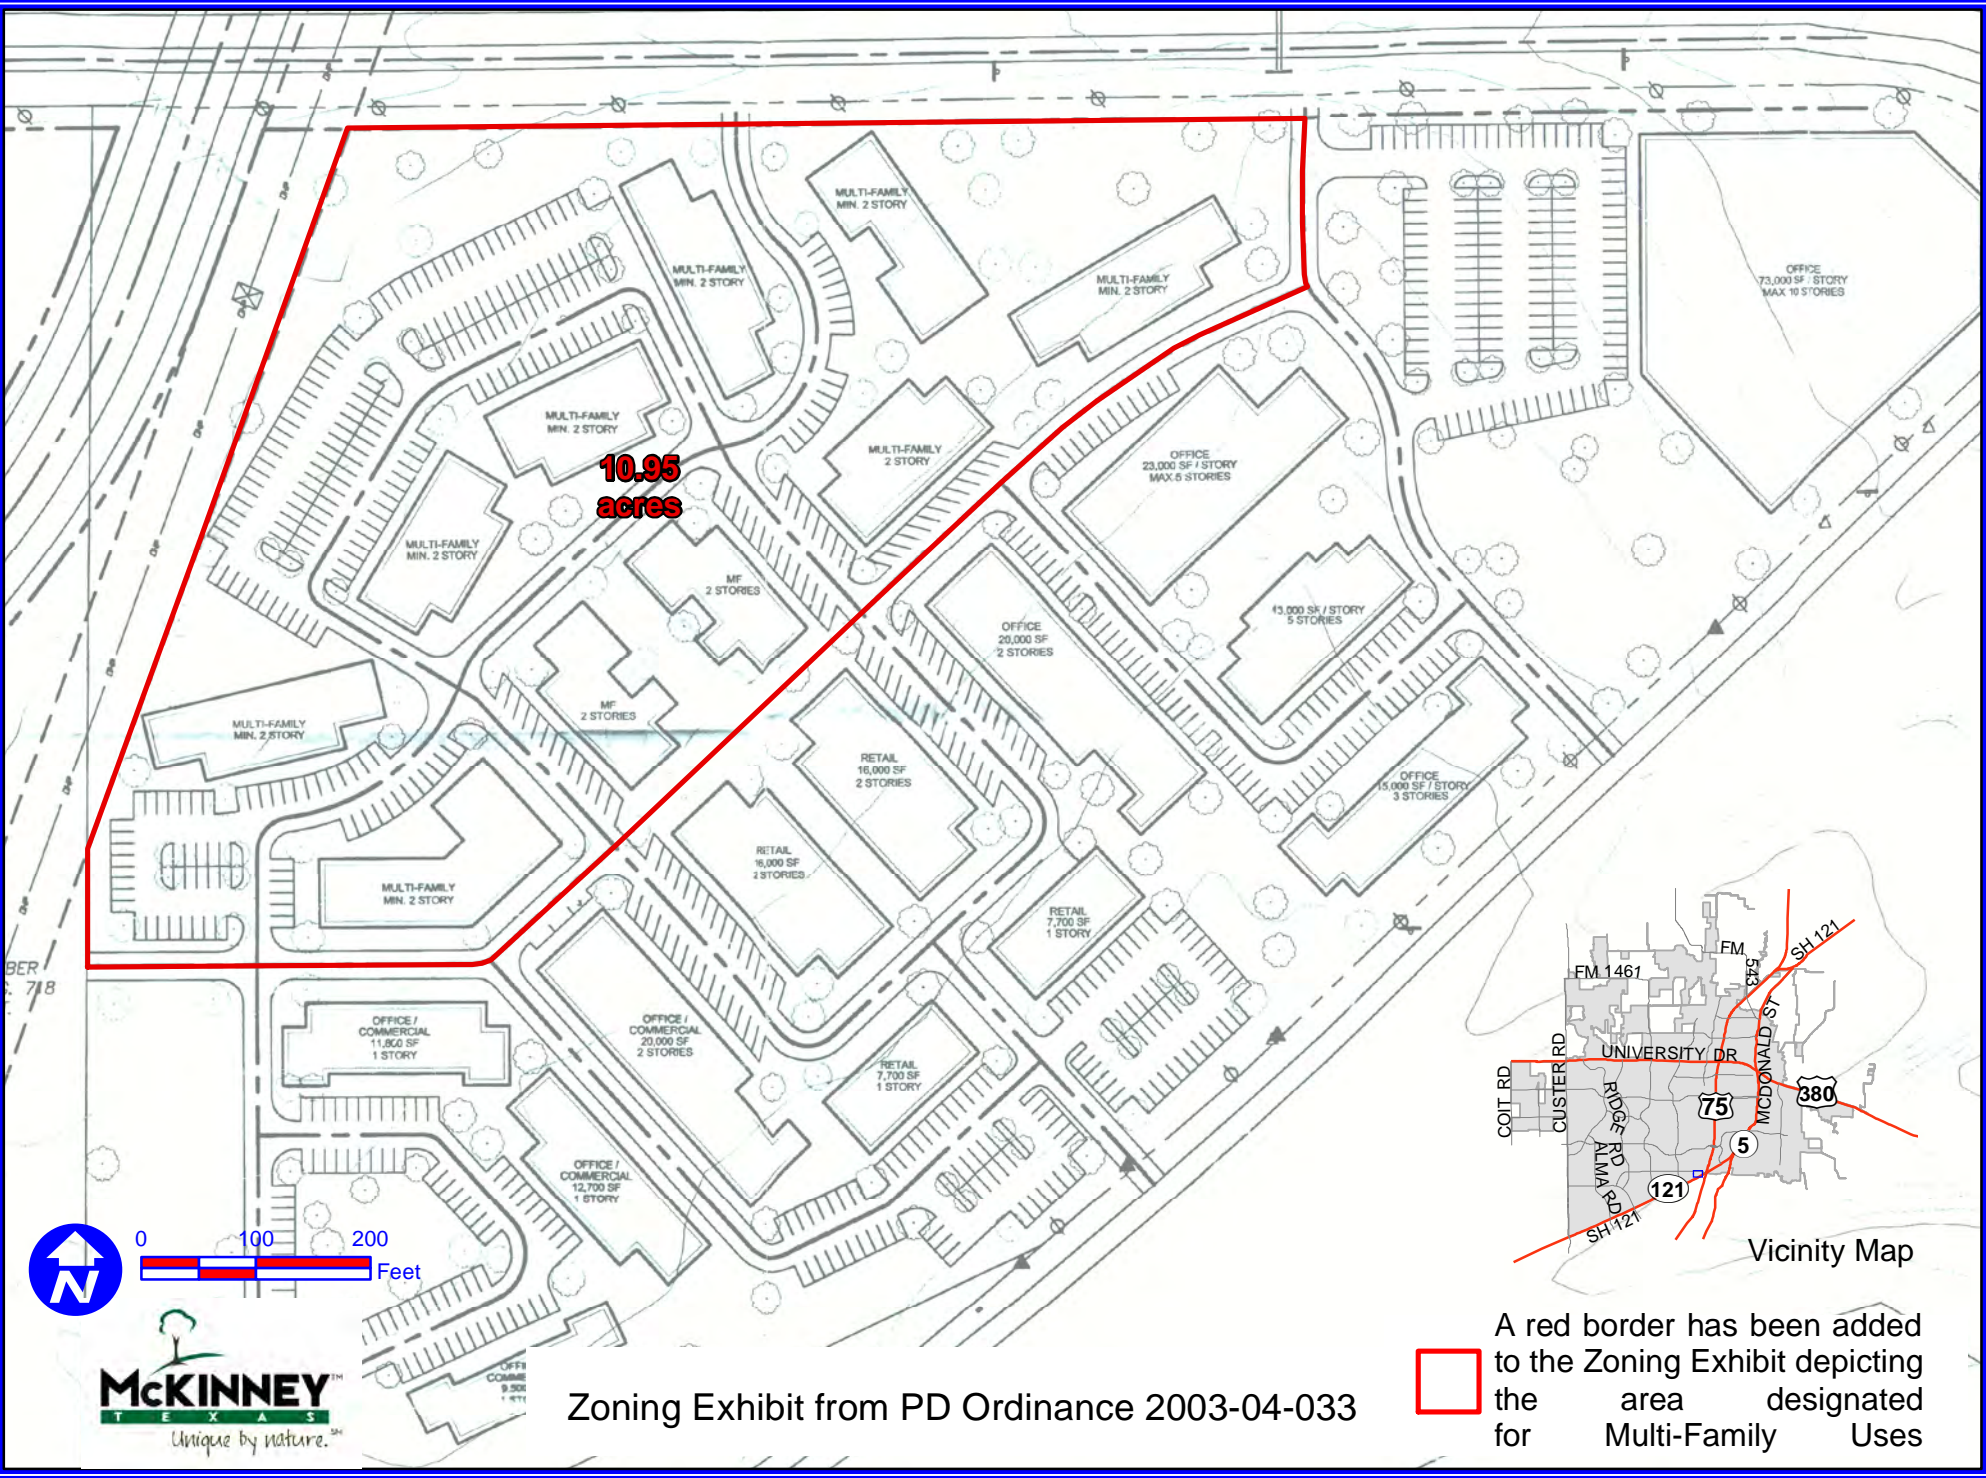 MULTI-FAMILY
MIN. 2 STORY
MULTI-FAMILY
MIN. 2 STORY
MULTI-FAMILY
MIN. 2 STORY
OFFICE
73,000 SF / STORY
MAX 10 STORIES
MULTI-FAMILY
MIN. 2 STORY
MULTI-FAMILY
2 STORY
OFFICE
23,000 SF / STORY
MAX 5 STORIES
10.95
acres
MULTI-FAMILY
MIN. 2 STORY
MF
2 STORIES
SF / STORY
5 STORIES
OFFICE
20,000 SF
2 STORIES
MULTI-FAMILY
MIN. 2 STORY
MF
2 STORIES
RETAIL
16,000 SF
2 STORIES
OFFICE
15,000 SF / STORY
3 STORIES
RETAIL
16,000 SF
2 STORIES
MULTI-FAMILY
MIN. 2 STORY
RETAIL
7,700 SF
1 STORY
BER
718
OFFICE /
COMMERCIAL
11,800 SF
1 STORY
OFFICE /
COMMERCIAL
20,000 SF
2 STORIES
RETAIL
7,700 SF
1 STORY
OFFICE /
COMMERCIAL
12,700 SF
1 STORY
FM 1461
FM
543
SH 121
UNIVERSITY DR
MCDONALD ST
COIT RD
CUSTER RD
RIDGE RD
ALMA RD
75
380
5
121
SH 121
Vicinity Map
0 100 200
Feet
N
McKINNEY™
TEXAS
Unique by nature.℠
Zoning Exhibit from PD Ordinance 2003-04-033
A red border has been added
to the Zoning Exhibit depicting
the area designated
for Multi-Family Uses